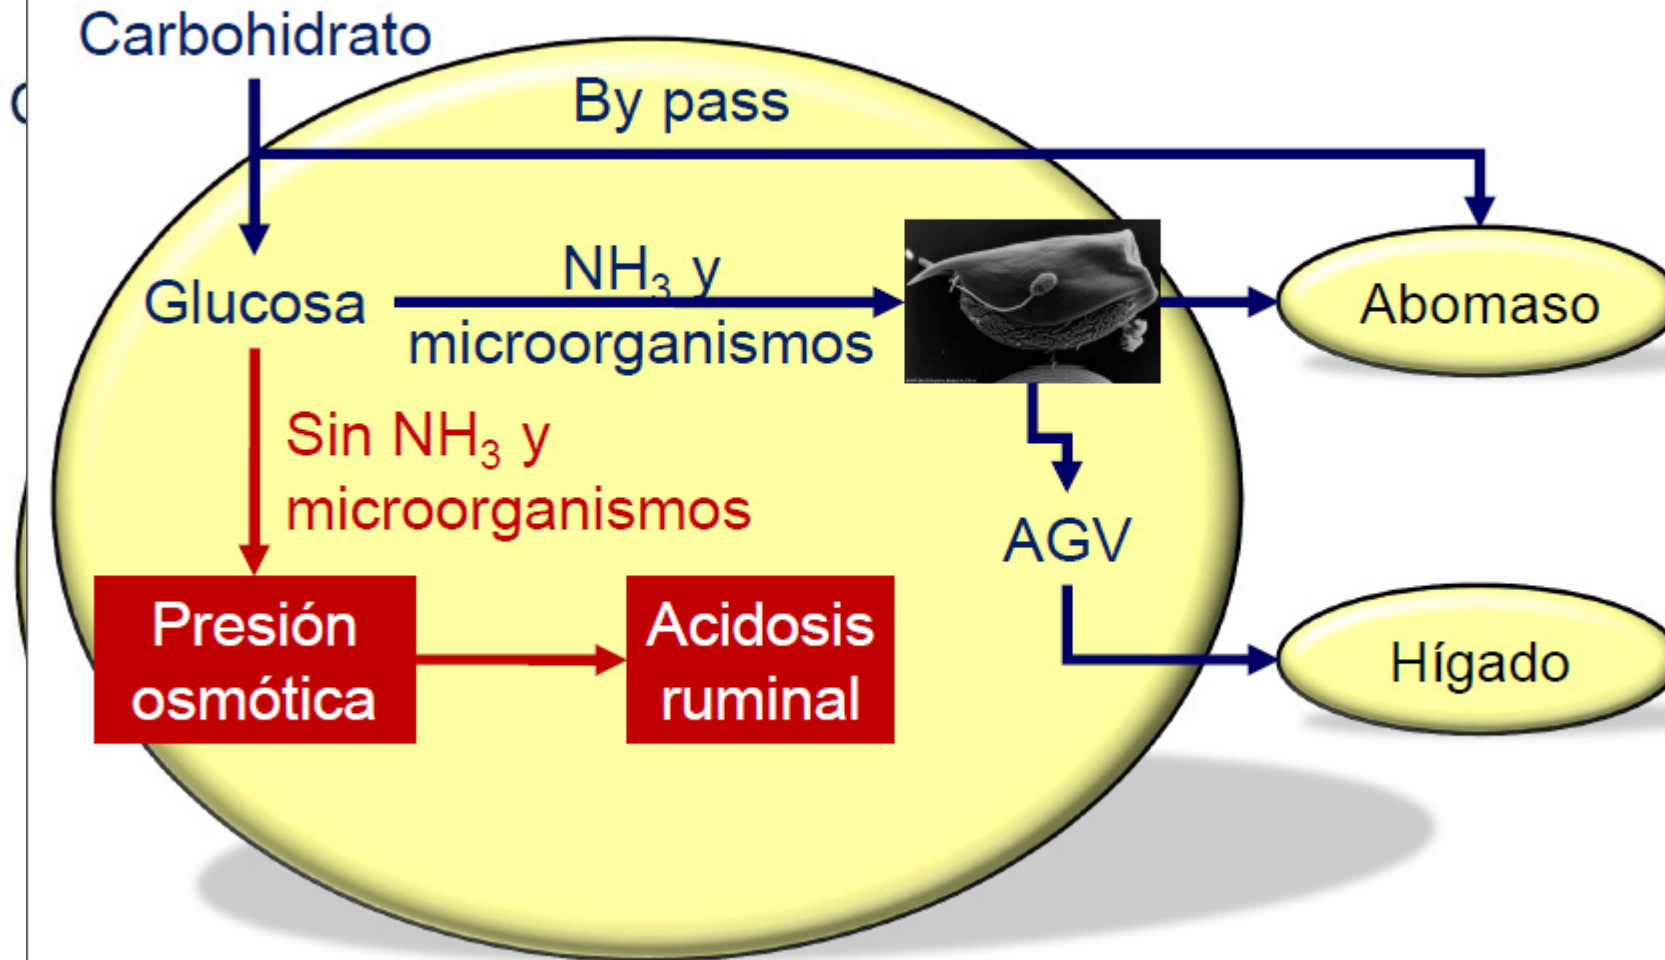 Carbohidrato
By pass
NH₃ y
microorganismos
Glucosa
Abomaso
Sin NH₃ y
microorganismos
AGV
Presión
osmótica
Acidosis
ruminal
Hígado